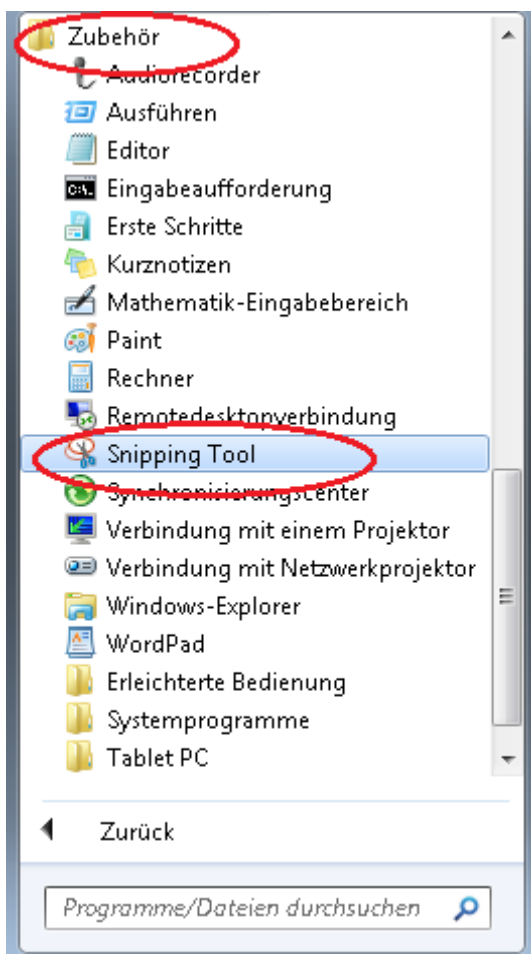 Zubehör
Audiorecorder
Ausführen
Editor
Eingabeaufforderung
Erste Schritte
Kurznotizen
Mathematik-Eingabebereich
Paint
Rechner
Remotedesktopverbindung
Snipping Tool
Synchronisierungscenter
Verbindung mit einem Projektor
Verbindung mit Netzwerkprojektor
Windows-Explorer
WordPad
Erleichterte Bedienung
Systemprogramme
Tablet PC
Zurück
Programme/Dateien durchsuchen